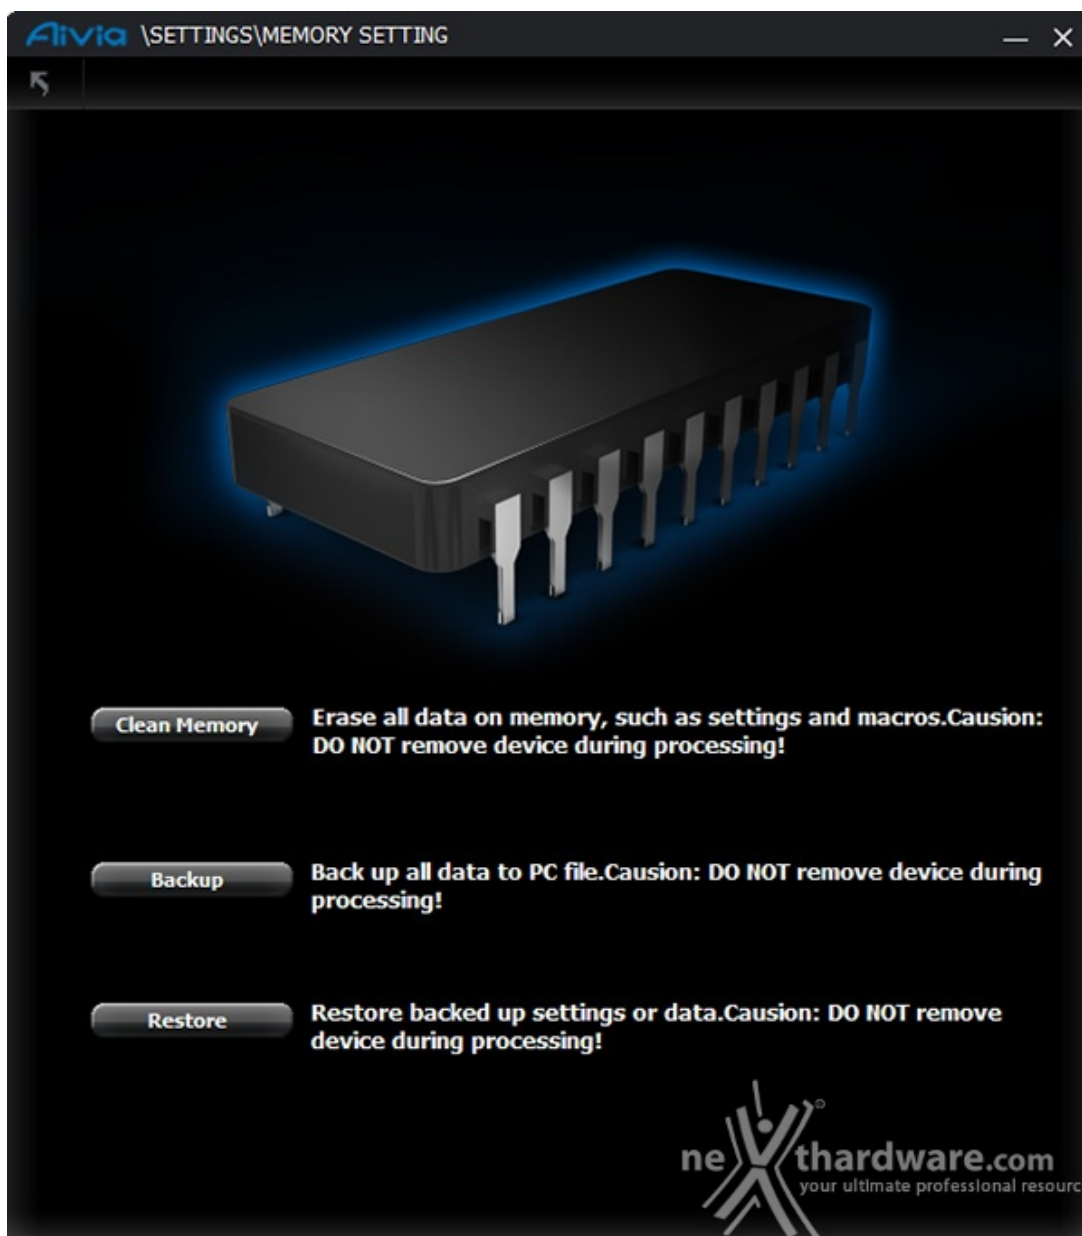 Aivia \SETTINGS\MEMORY SETTING
Clean Memory
Erase all data on memory, such as settings and macros.Causion:
DO NOT remove device during processing!
Backup
Back up all data to PC file.Causion: DO NOT remove device during
processing!
Restore
Restore backed up settings or data.Causion: DO NOT remove
device during processing!
neXthardware.com
your ultimate professional resourc